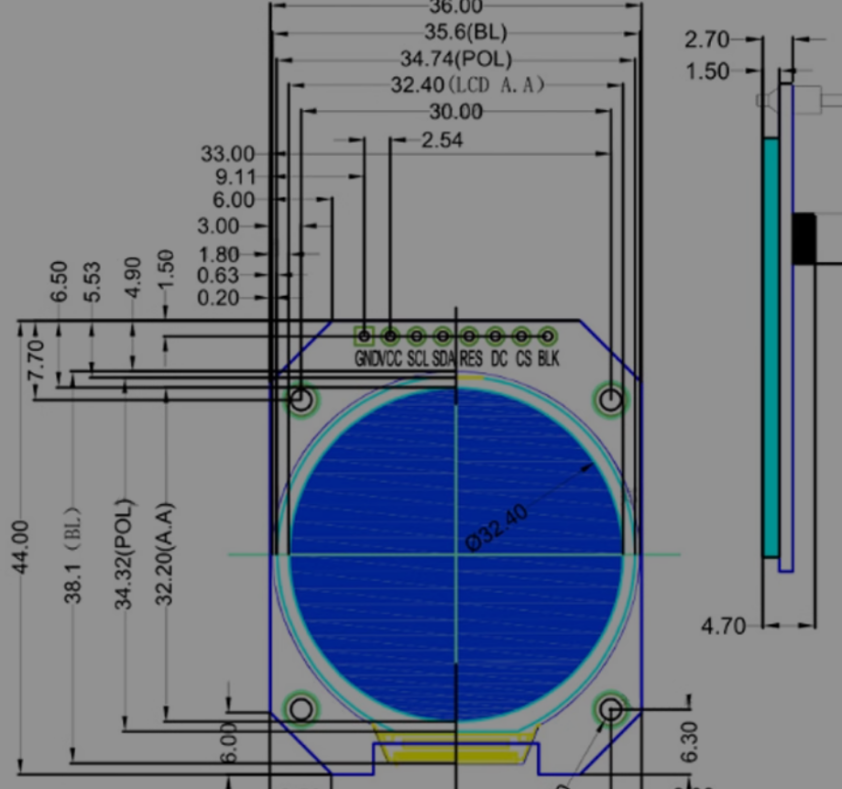 36.00
35.6(BL)
34.74(POL)
32.40(LCD A.A)
30.00
2.54
33.00
9.11
6.00
3.00
1.80
0.63
0.20
2.70
1.50
6.50
5.53
4.90
1.50
7.70
GND VCC SCL SDA RES DC CS BLK
Ø32.40
44.00
38.1 (BL)
34.32(POL)
32.20(A.A)
6.00
4.70
6.30